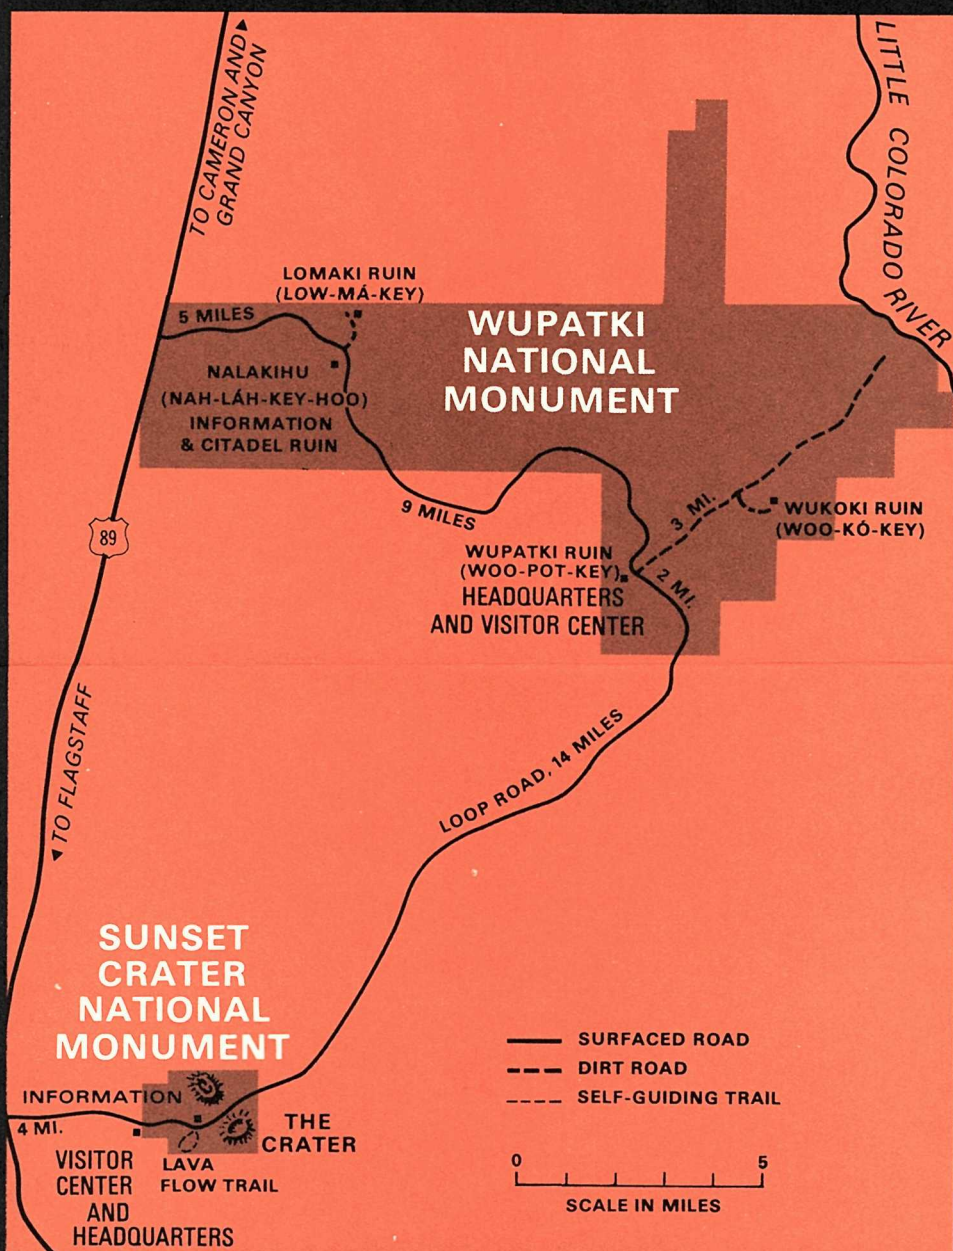 TO CAMERON AND
GRAND CANYON
LITTLE COLORADO RIVER
LOMAKI RUIN
(LOW-MÁ-KEY)
5 MILES
WUPATKI
NATIONAL
MONUMENT
NALAKIHU
(NAH-LÁH-KEY-HOO)
INFORMATION
& CITADEL RUIN
9 MILES
3 MI.
WUKOKI RUIN
(WOO-KÓ-KEY)
89
WUPATKI RUIN
(WOO-POT-KEY)
HEADQUARTERS
AND VISITOR CENTER
2 MI.
TO FLAGSTAFF
LOOP ROAD, 14 MILES
SUNSET
CRATER
NATIONAL
MONUMENT
INFORMATION
4 MI.
THE
CRATER
VISITOR
CENTER
AND
HEADQUARTERS
LAVA
FLOW TRAIL
SURFACED ROAD
DIRT ROAD
SELF-GUIDING TRAIL
0 5
SCALE IN MILES